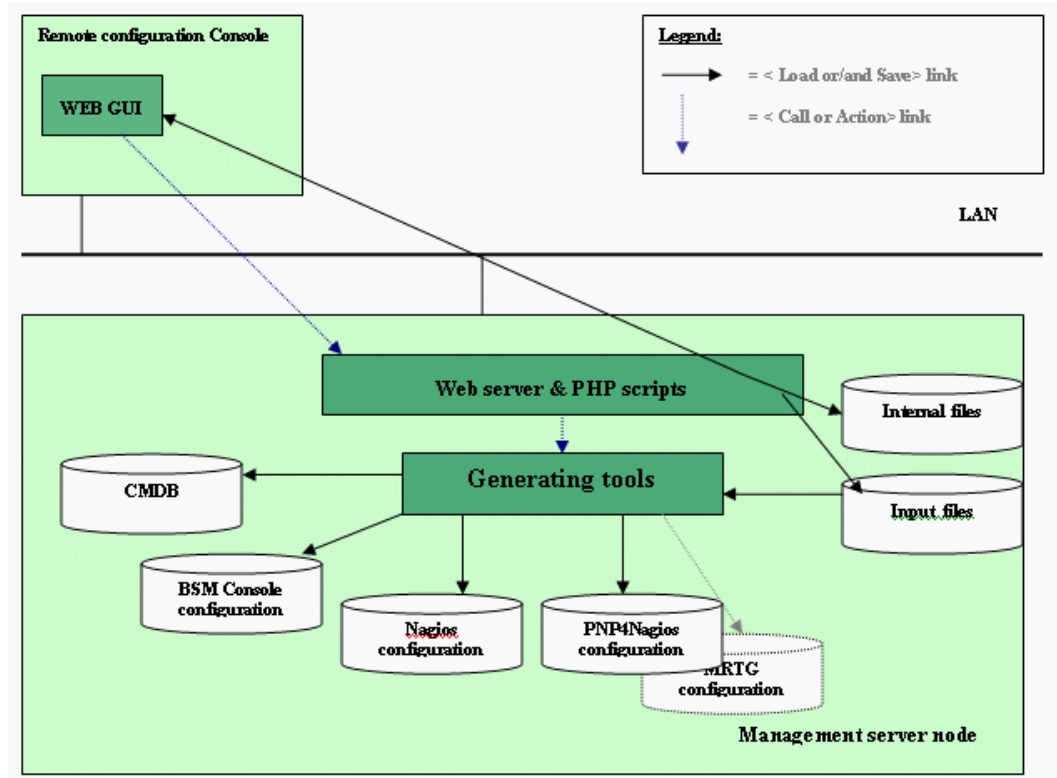 Remote configuration Console
WEB GUI
Legend:
= < Load or/and Save> link
= < Call or Action> link
LAN
Web server & PHP scripts
Internal files
Generating tools
CMDB
Input files
BSM Console
configuration
Nagios
configuration
PNP4Nagios
configuration
MRTG
configuration
Management server node